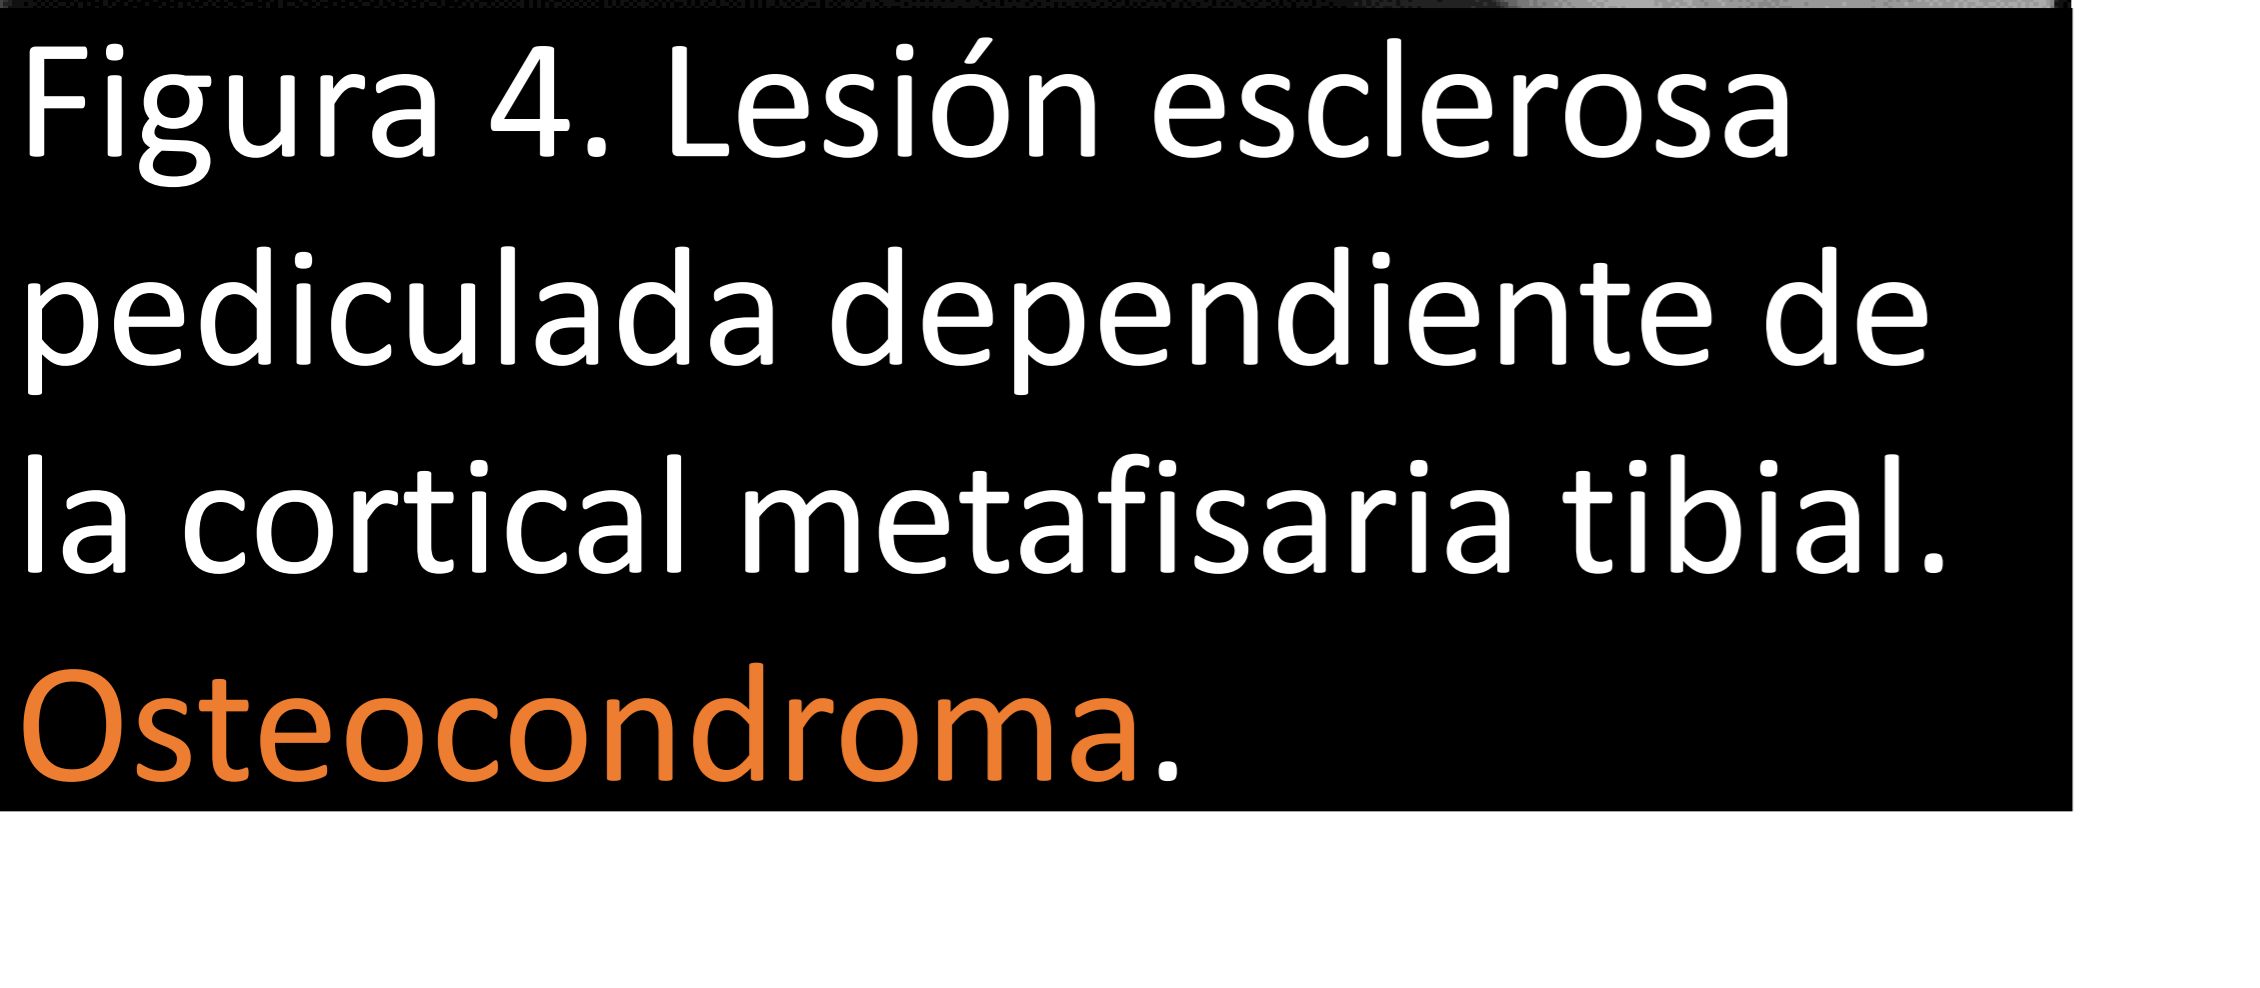 Figura 4. Lesión esclerosa
pediculada dependiente de
la cortical metafisaria tibial.
Osteocondroma.